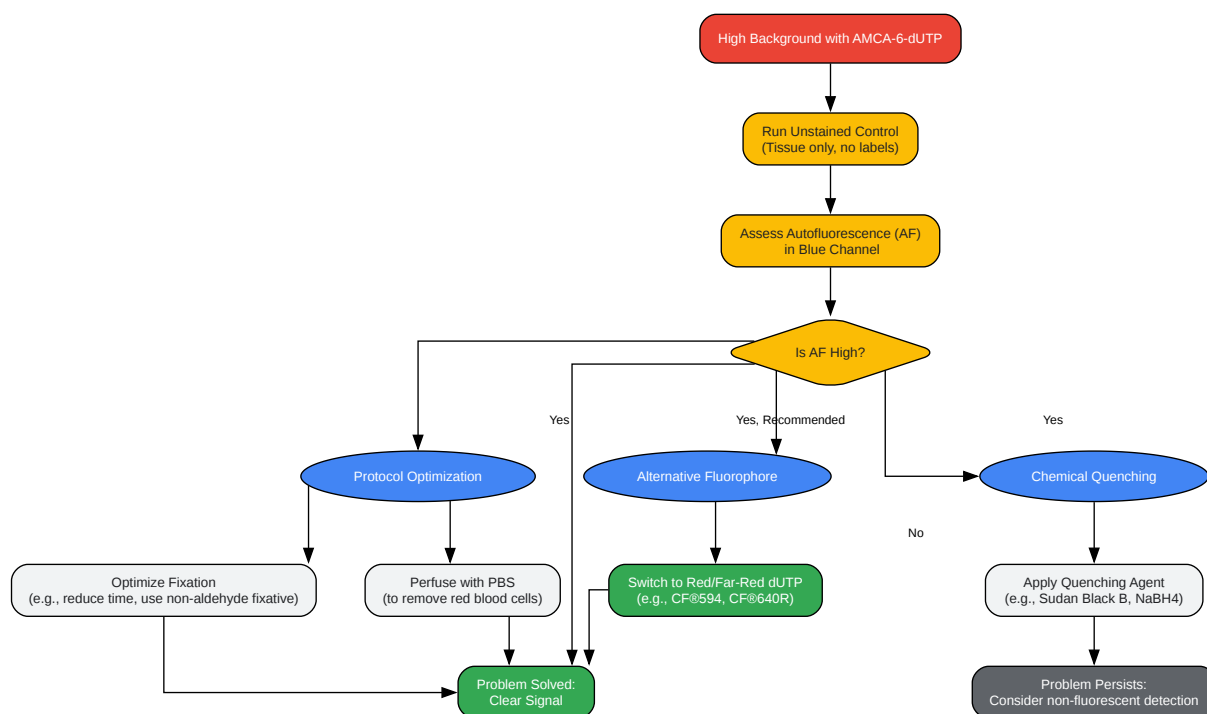 High Background with AMCA-6-dUTP
Run Unstained Control
(Tissue only, no labels)
Assess Autofluorescence (AF)
in Blue Channel
Is AF High?
Yes
Yes, Recommended
Yes
Protocol Optimization
Alternative Fluorophore
Chemical Quenching
No
Optimize Fixation
(e.g., reduce time, use non-aldehyde fixative)
Perfuse with PBS
(to remove red blood cells)
Switch to Red/Far-Red dUTP
(e.g., CF®594, CF®640R)
Apply Quenching Agent
(e.g., Sudan Black B, NaBH4)
Problem Solved:
Clear Signal
Problem Persists:
Consider non-fluorescent detection